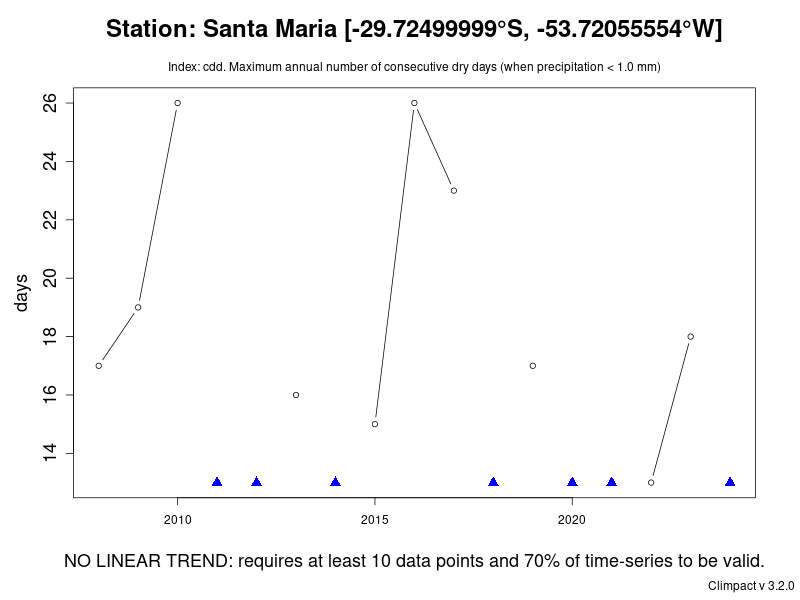 Station: Santa Maria [-29.72499999°S, -53.72055554°W]
Index: cdd. Maximum annual number of consecutive dry days (when precipitation < 1.0 mm)
26
24
22
20
18
16
14
days
2010 2015 2020
NO LINEAR TREND: requires at least 10 data points and 70% of time-series to be valid.
Climpact v 3.2.0